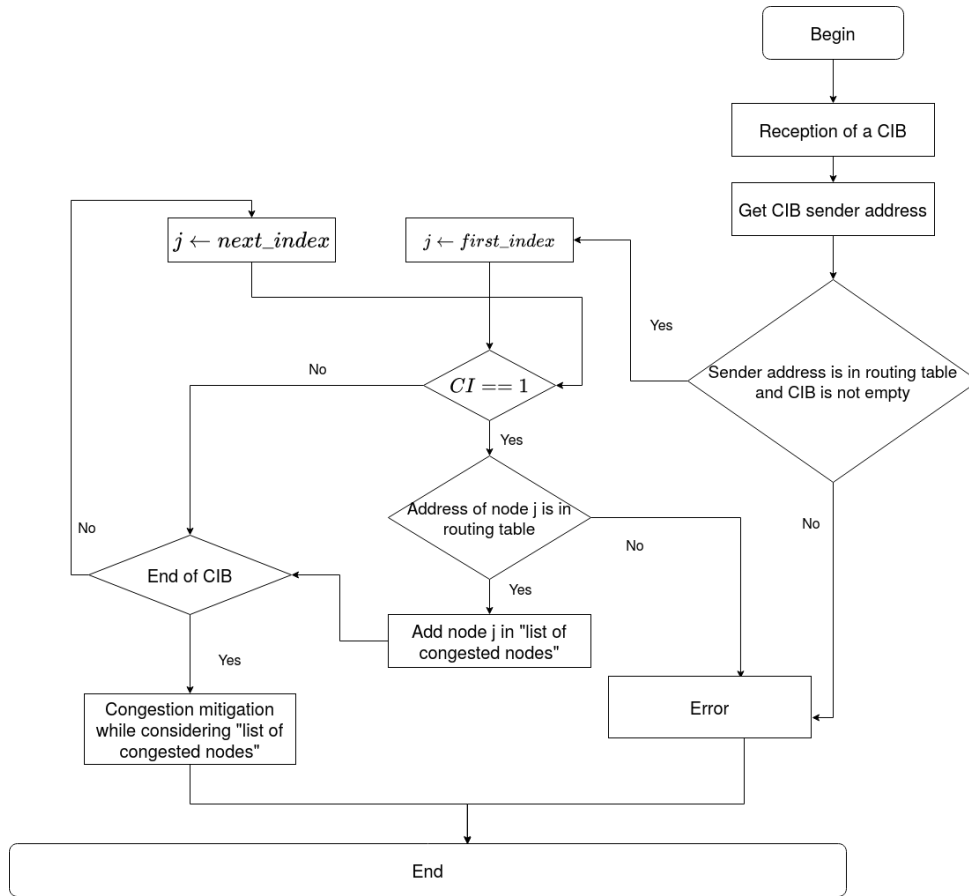 Begin
Reception of a CIB
Get CIB sender address
j ← next_index
j ← first_index
Yes
Sender address is in routing table
and CIB is not empty
No
CI == 1
Yes
Address of node j is in
routing table
No
No
No
End of CIB
Yes
Add node j in "list of
congested nodes"
Yes
Congestion mitigation
while considering "list of
congested nodes"
Error
End